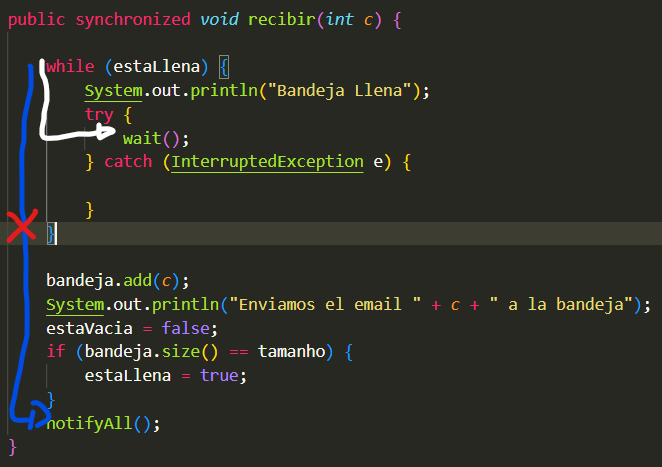 public synchronized void recibir(int c) {
while (estaLlena) {
System.out.println("Bandeja Llena");
try {
wait();
} catch (InterruptedException e) {
}
}
bandeja.add(c);
System.out.println("Enviamos el email " + c + " a la bandeja");
estaVacia = false;
if (bandeja.size() == tamanho) {
estaLlena = true;
}
notifyAll();
}